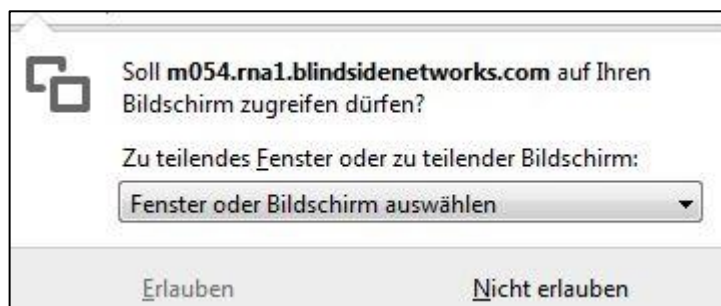 Soll m054.rna1.blindsidenetworks.com auf Ihren
Bildschirm zugreifen dürfen?
Zu teilendes Fenster oder zu teilender Bildschirm:
Fenster oder Bildschirm auswählen
Erlauben
Nicht erlauben